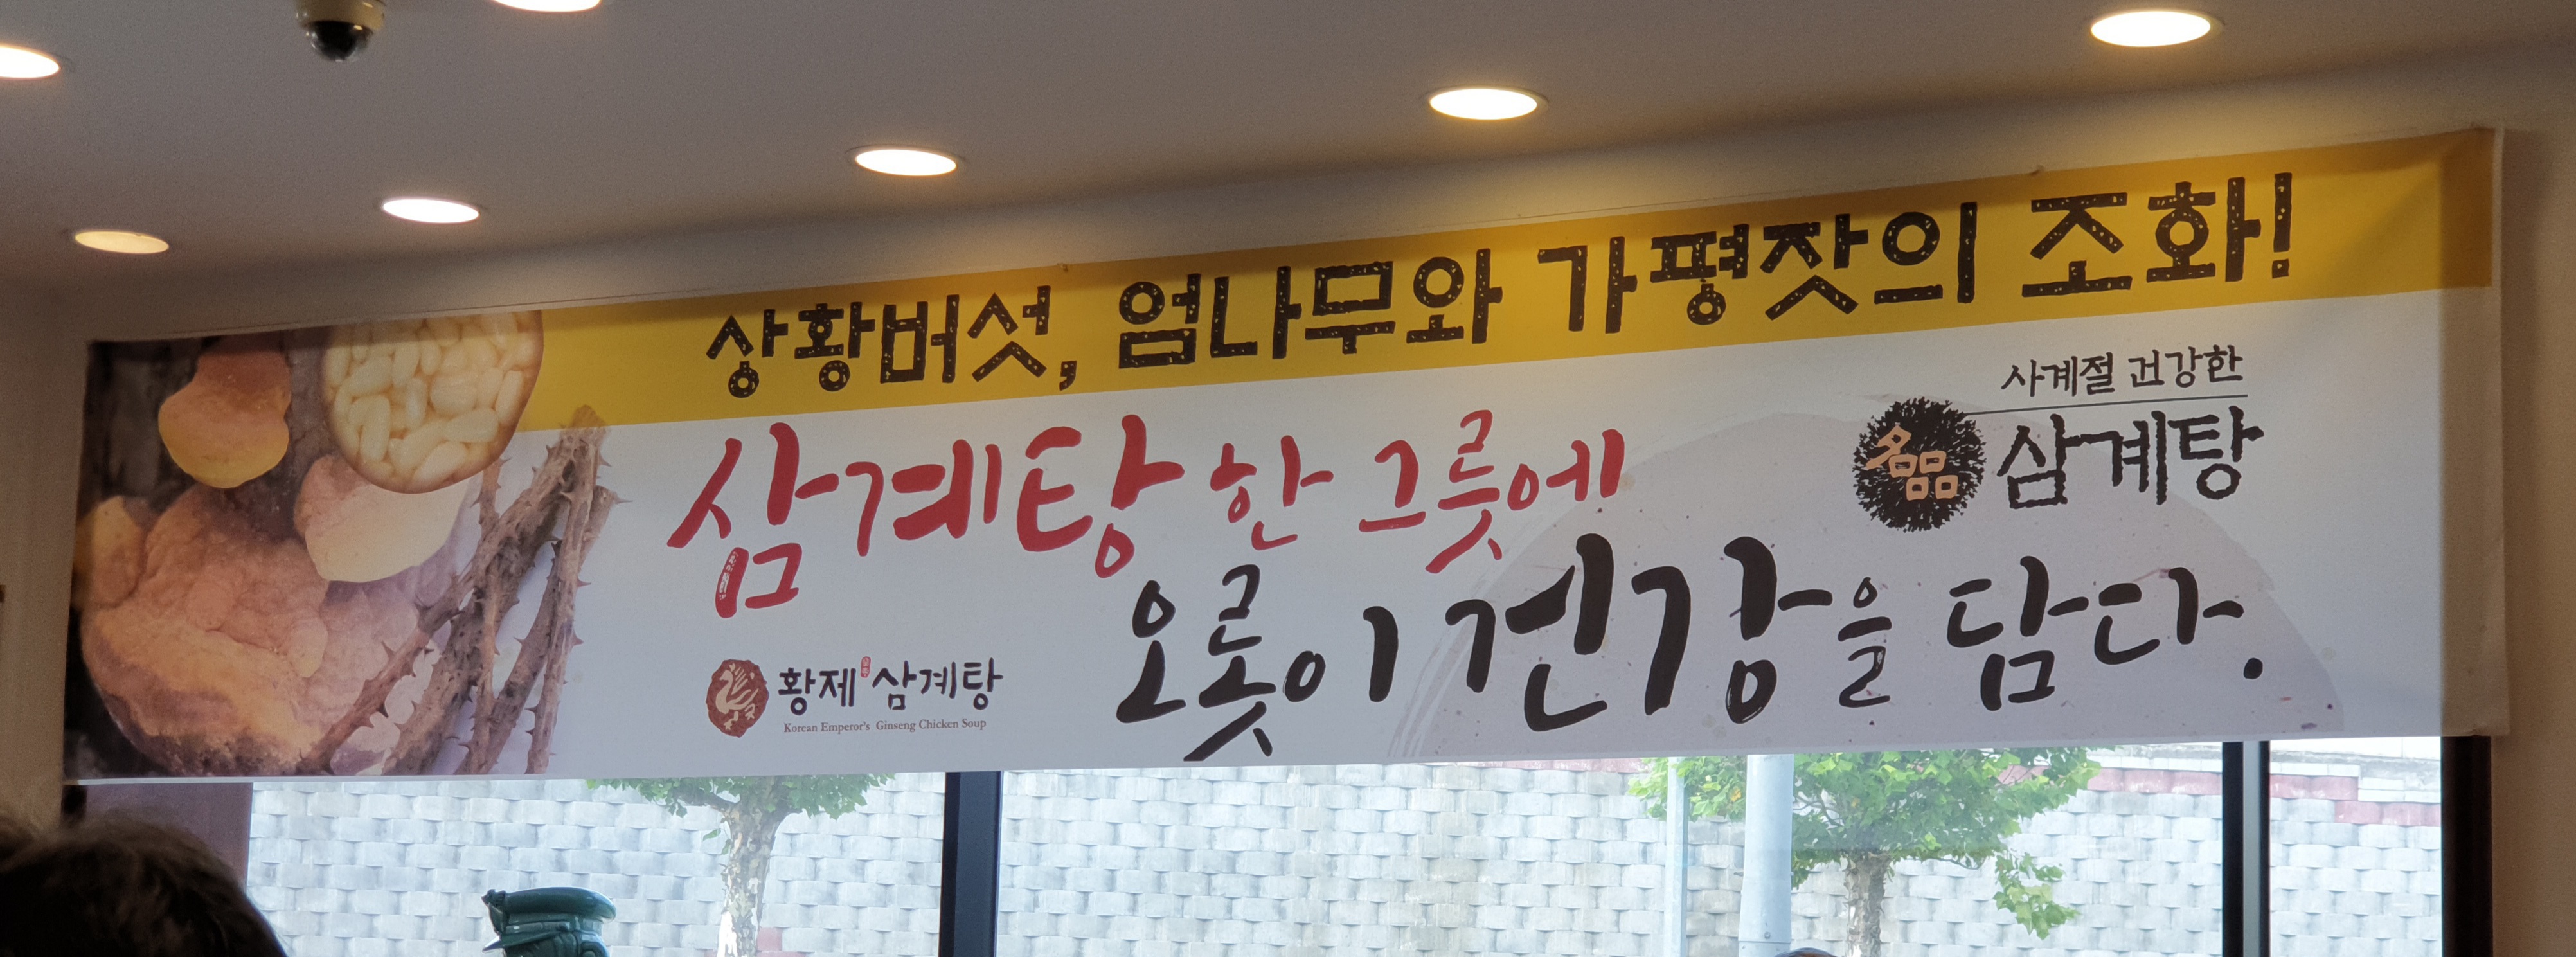 상황버섯, 엄나무와 가평잣의 조화!
사계절 건강한
名品 삼계탕
삼계탕 한 그릇에
오롯이 건강을 담다.
황제 삼계탕
Korean Emperor's Ginseng Chicken Soup